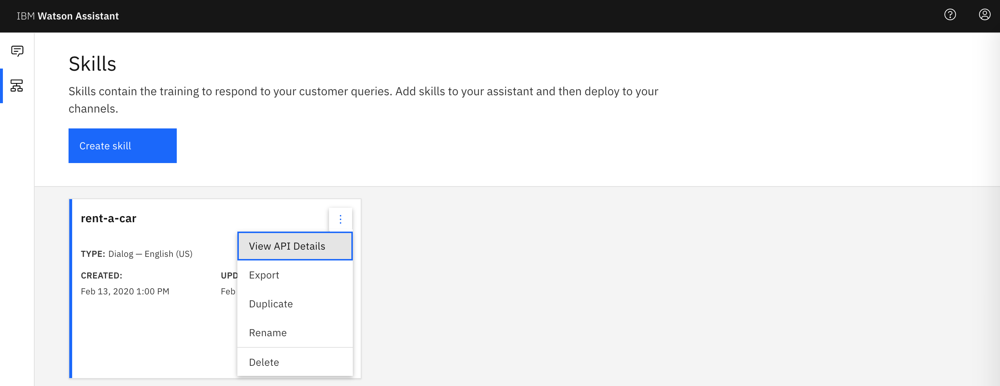 IBM Watson Assistant
Skills
Skills contain the training to respond to your customer queries. Add skills to your assistant and then deploy to your
channels.
Create skill
rent-a-car
View API Details
TYPE: Dialog — English (US)
CREATED:
UPD
Export
Feb 13, 2020 1:00 PM
Feb
Duplicate
Rename
Delete